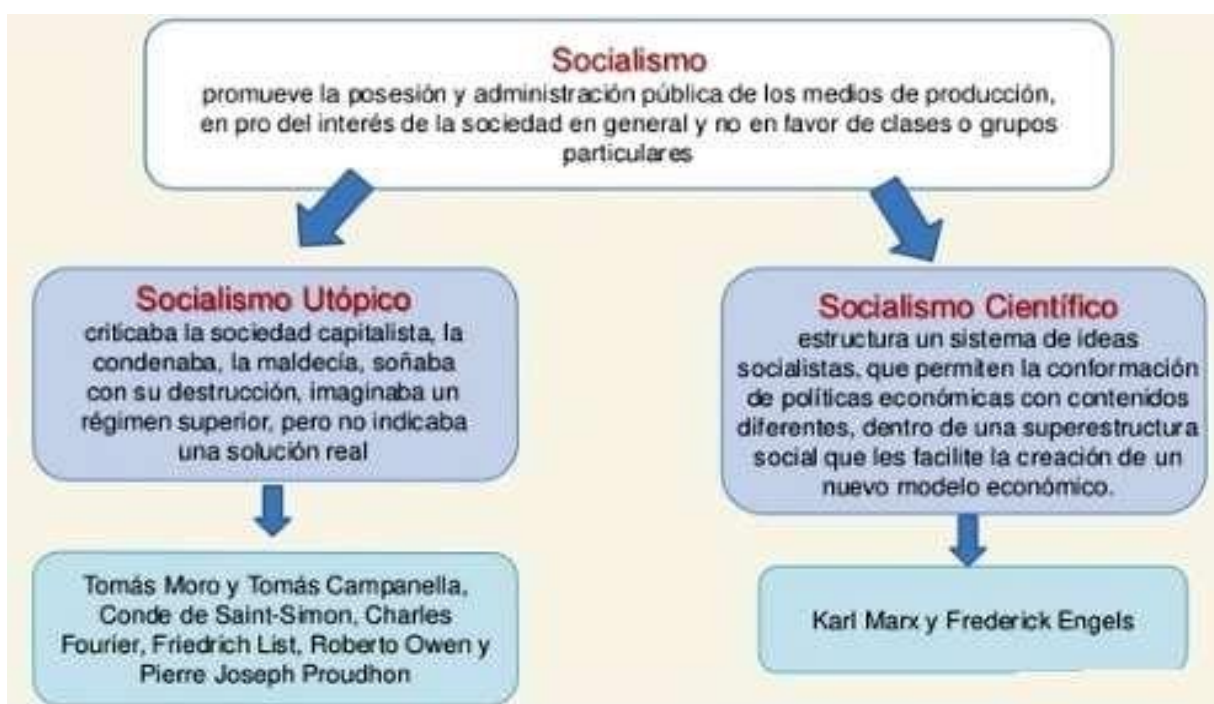 Socialismo
promueve la posesión y administración pública de los medios de producción,
en pro del interés de la sociedad en general y no en favor de clases o grupos
particulares
Socialismo Utópico
criticaba la sociedad capitalista, la
condenaba, la maldecía, soñaba
con su destrucción, imaginaba un
régimen superior, pero no indicaba
una solución real
Tomás Moro y Tomás Campanella,
Conde de Saint-Simon, Charles
Fourier, Friedrich List, Roberto Owen y
Pierre Joseph Proudhon
Socialismo Científico
estructura un sistema de ideas
socialistas, que permiten la conformación
de políticas económicas con contenidos
diferentes, dentro de una superestructura
social que les facilite la creación de un
nuevo modelo económico.
Karl Marx y Frederick Engels